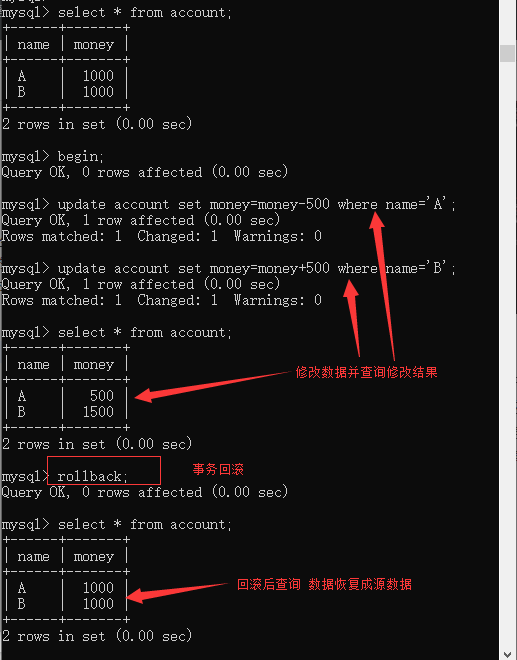 mysql> select * from account;
+------+-------+
| name | money |
+------+-------+
| A    |  1000 |
| B    |  1000 |
+------+-------+
2 rows in set (0.00 sec)
mysql> begin;
Query OK, 0 rows affected (0.00 sec)
mysql> update account set money=money-500 where name='A';
Query OK, 1 row affected (0.00 sec)
Rows matched: 1  Changed: 1  Warnings: 0
mysql> update account set money=money+500 where name='B';
Query OK, 1 row affected (0.00 sec)
Rows matched: 1  Changed: 1  Warnings: 0
mysql> select * from account;
+------+-------+
| name | money |
+------+-------+
| A    |   500 |
| B    |  1500 |
+------+-------+
修改数据并查询修改结果
2 rows in set (0.00 sec)
mysql> rollback;
事务回滚
Query OK, 0 rows affected (0.00 sec)
mysql> select * from account;
+------+-------+
| name | money |
+------+-------+
| A    |  1000 |
| B    |  1000 |
+------+-------+
回滚后查询 数据恢复成源数据
2 rows in set (0.00 sec)